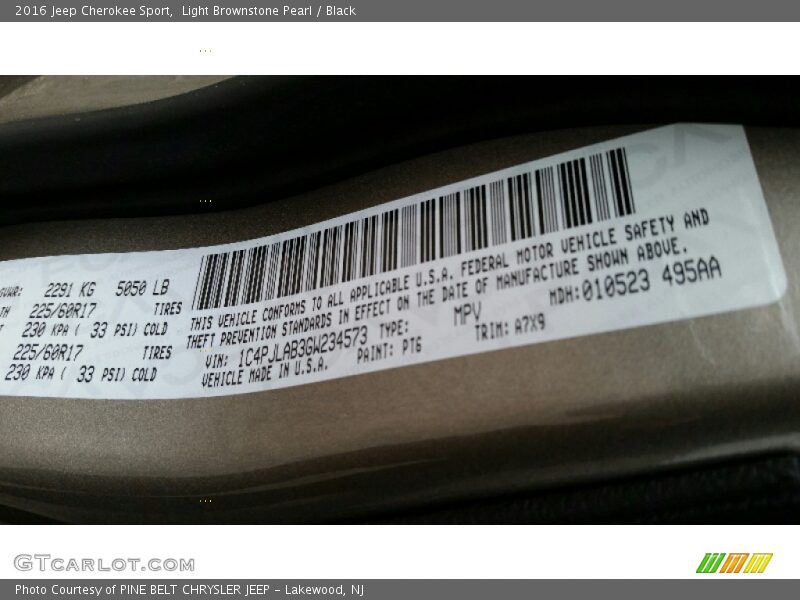 2016 Jeep Cherokee Sport,  Light Brownstone Pearl / Black
2291 KG 5050 LB
225/60R17 TIRES
230 KPA ( 33 PSI) COLD
225/60R17 TIRES
230 KPA ( 33 PSI) COLD
THIS VEHICLE CONFORMS TO ALL APPLICABLE U.S.A. FEDERAL MOTOR VEHICLE SAFETY AND
THEFT PREVENTION STANDARDS IN EFFECT ON THE DATE OF MANUFACTURE SHOWN ABOVE.
VIN: 1C4PJLAB3GW234573 TYPE: MPV MDH:010523 495AA
VEHICLE MADE IN U.S.A. PAINT: PT6 TRIM: A7X9
GTcarlot.com
Photo Courtesy of PINE BELT CHRYSLER JEEP - Lakewood, NJ